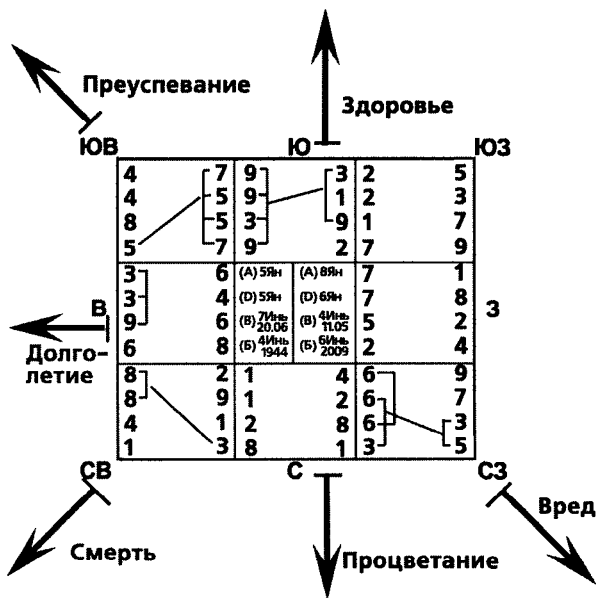 Преуспевание
Здоровье
ЮВ Ю ЮЗ
4 7 9 3 2 5
4 5 9 1 2 3
8 5 3 9 1 7
5 7 9 2 7 9
3 6 (А) 5Ян (А) 8Ян 7 1
3 4 (D) 5Ян (D) 6Ян 7 8
В З
9 6 (В) 7Инь 20.06 (В) 4Инь 11.05 5 2
6 8 (Б) 4Инь 1944 (Б) 6Инь 2009 2 4
Долго-
летие
8 2 1 4 6 9
8 9 1 2 6 7
4 1 2 8 6 3
1 3 8 1 3 5
СВ С СЗ
Вред
Смерть
Процветание